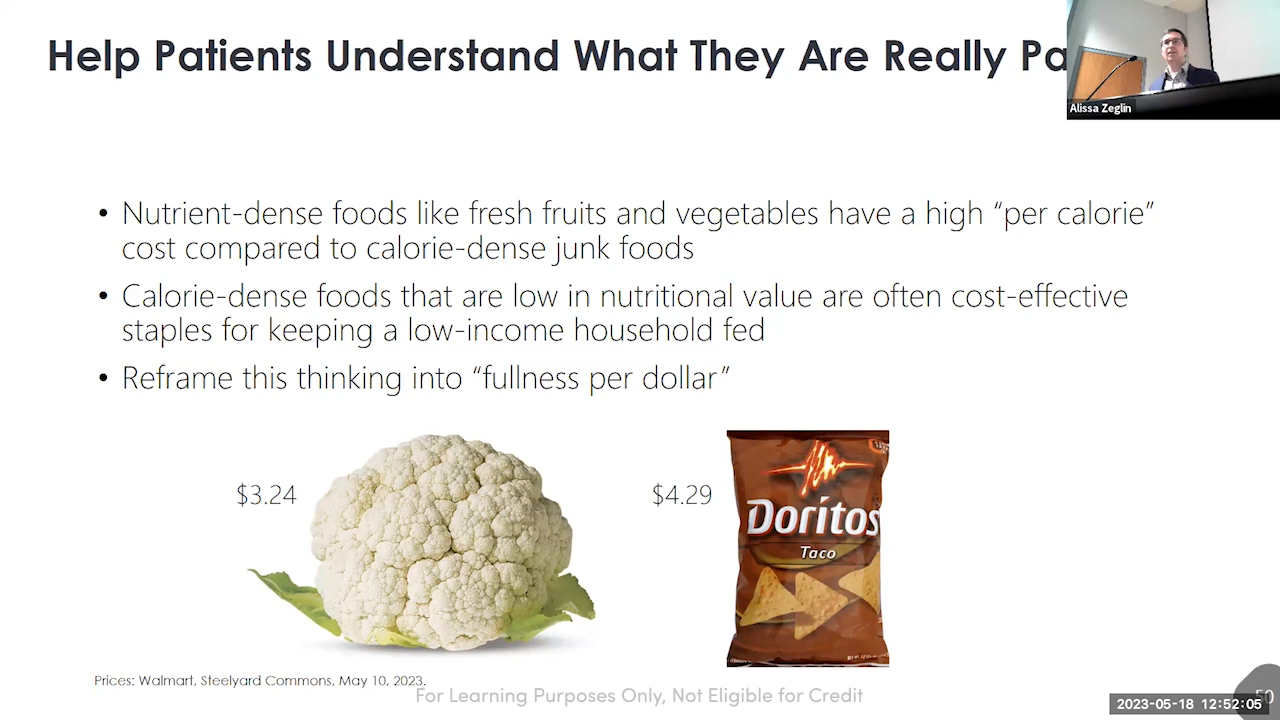 Help Patients Understand What They Are Really Pa
Alissa Zeglin
• Nutrient-dense foods like fresh fruits and vegetables have a high “per calorie”
cost compared to calorie-dense junk foods
• Calorie-dense foods that are low in nutritional value are often cost-effective
staples for keeping a low-income household fed
• Reframe this thinking into “fullness per dollar”
$3.24
$4.29
Doritos
Taco
Prices: Walmart, Steelyard Commons, May 10, 2023.
For Learning Purposes Only, Not Eligible for Credit
50
2023-05-18 12:52:05